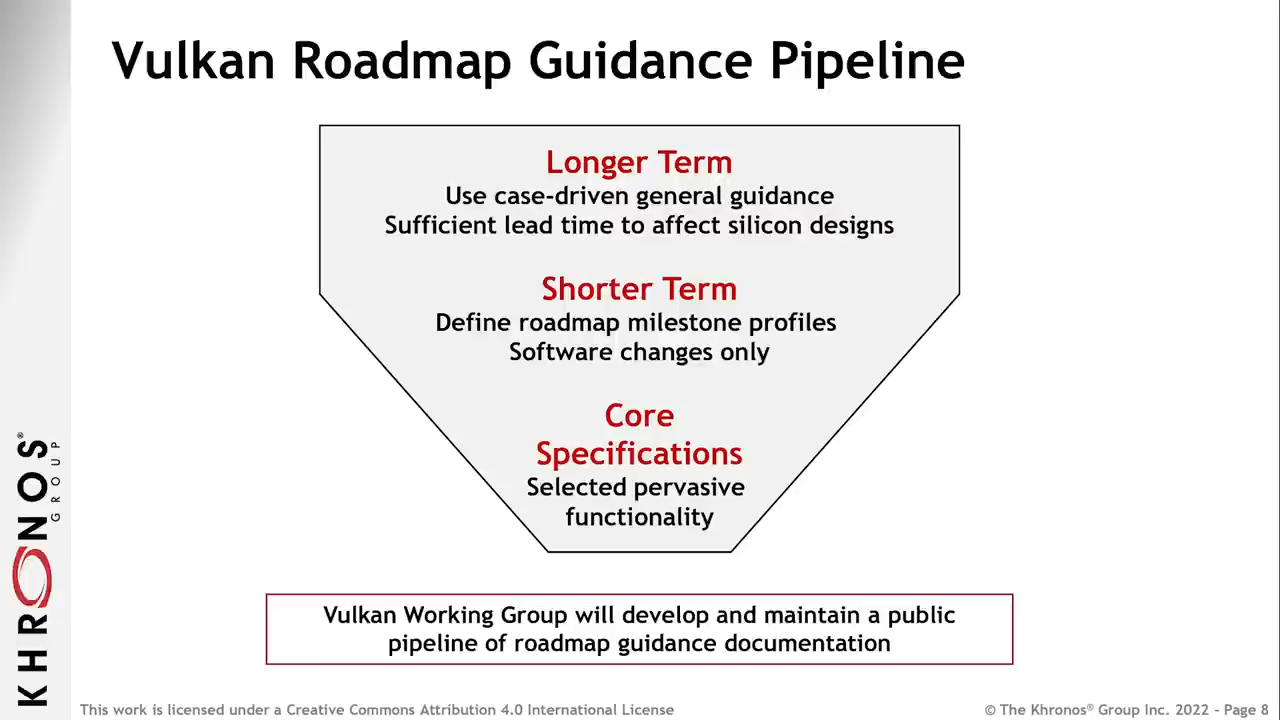 Vulkan Roadmap Guidance Pipeline
Longer Term
Use case-driven general guidance
Sufficient lead time to affect silicon designs
Shorter Term
Define roadmap milestone profiles
Software changes only
Core
Specifications
Selected pervasive
functionality
Vulkan Working Group will develop and maintain a public
pipeline of roadmap guidance documentation
KHRONOS®
GROUP
This work is licensed under a Creative Commons Attribution 4.0 International License
© The Khronos® Group Inc. 2022 - Page 8